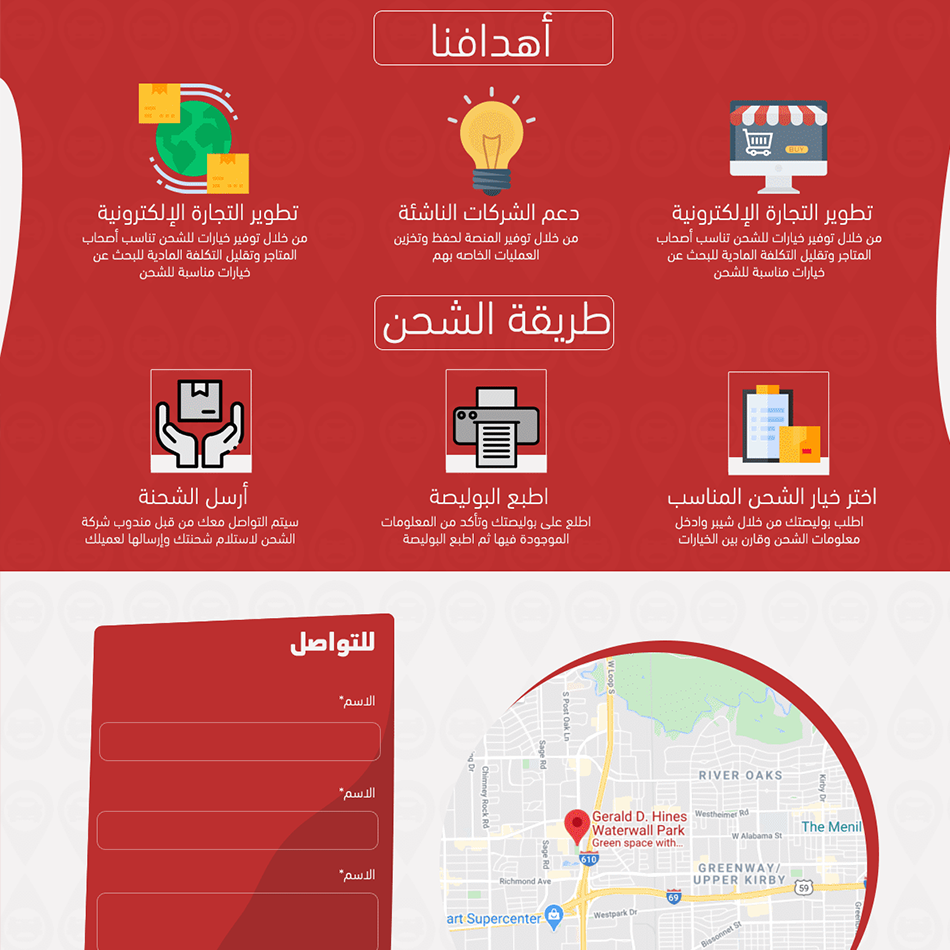 أهدافنا
BUY
تطوير التجارة الإلكترونية
من خلال توفير خيارات للشحن تناسب أصحاب
المتاجر وتقليل التكلفة المادية للبحث عن
خيارات مناسبة للشحن
دعم الشركات الناشئة
من خلال توفير المنصة لحفظ وتخزين
العمليات الخاصه بهم
تطوير التجارة الإلكترونية
من خلال توفير خيارات للشحن تناسب أصحاب
المتاجر وتقليل التكلفة المادية للبحث عن
خيارات مناسبة للشحن
طريقة الشحن
اختر خيار الشحن المناسب
اطلب بوليصتك من خلال شيبر وادخل
معلومات الشحن وقارن بين الخيارات
اطبع البوليصة
اطلع على بوليصتك وتأكد من المعلومات
الموجودة فيها ثم اطبع البوليصة
أرسل الشحنة
سيتم التواصل معك من قبل مندوب شركة
الشحن لاستلام شحنتك وإرسالها لعميلك
للتواصل
الاسم*
الاسم*
الاسم*
W Loop S
S Post Oak Ln
Sage Rd
Chimney Rock Rd
RIVER OAKS
Kirby Dr
Gerald D. Hines
Waterwall Park
Green space with...
Westheimer Rd
W Alabama St
The Menil
610
Sage Rd
GREENWAY/
UPPER KIRBY
Richmond Ave
69
59
art Supercenter
Westpark Dr
Bissonnet St